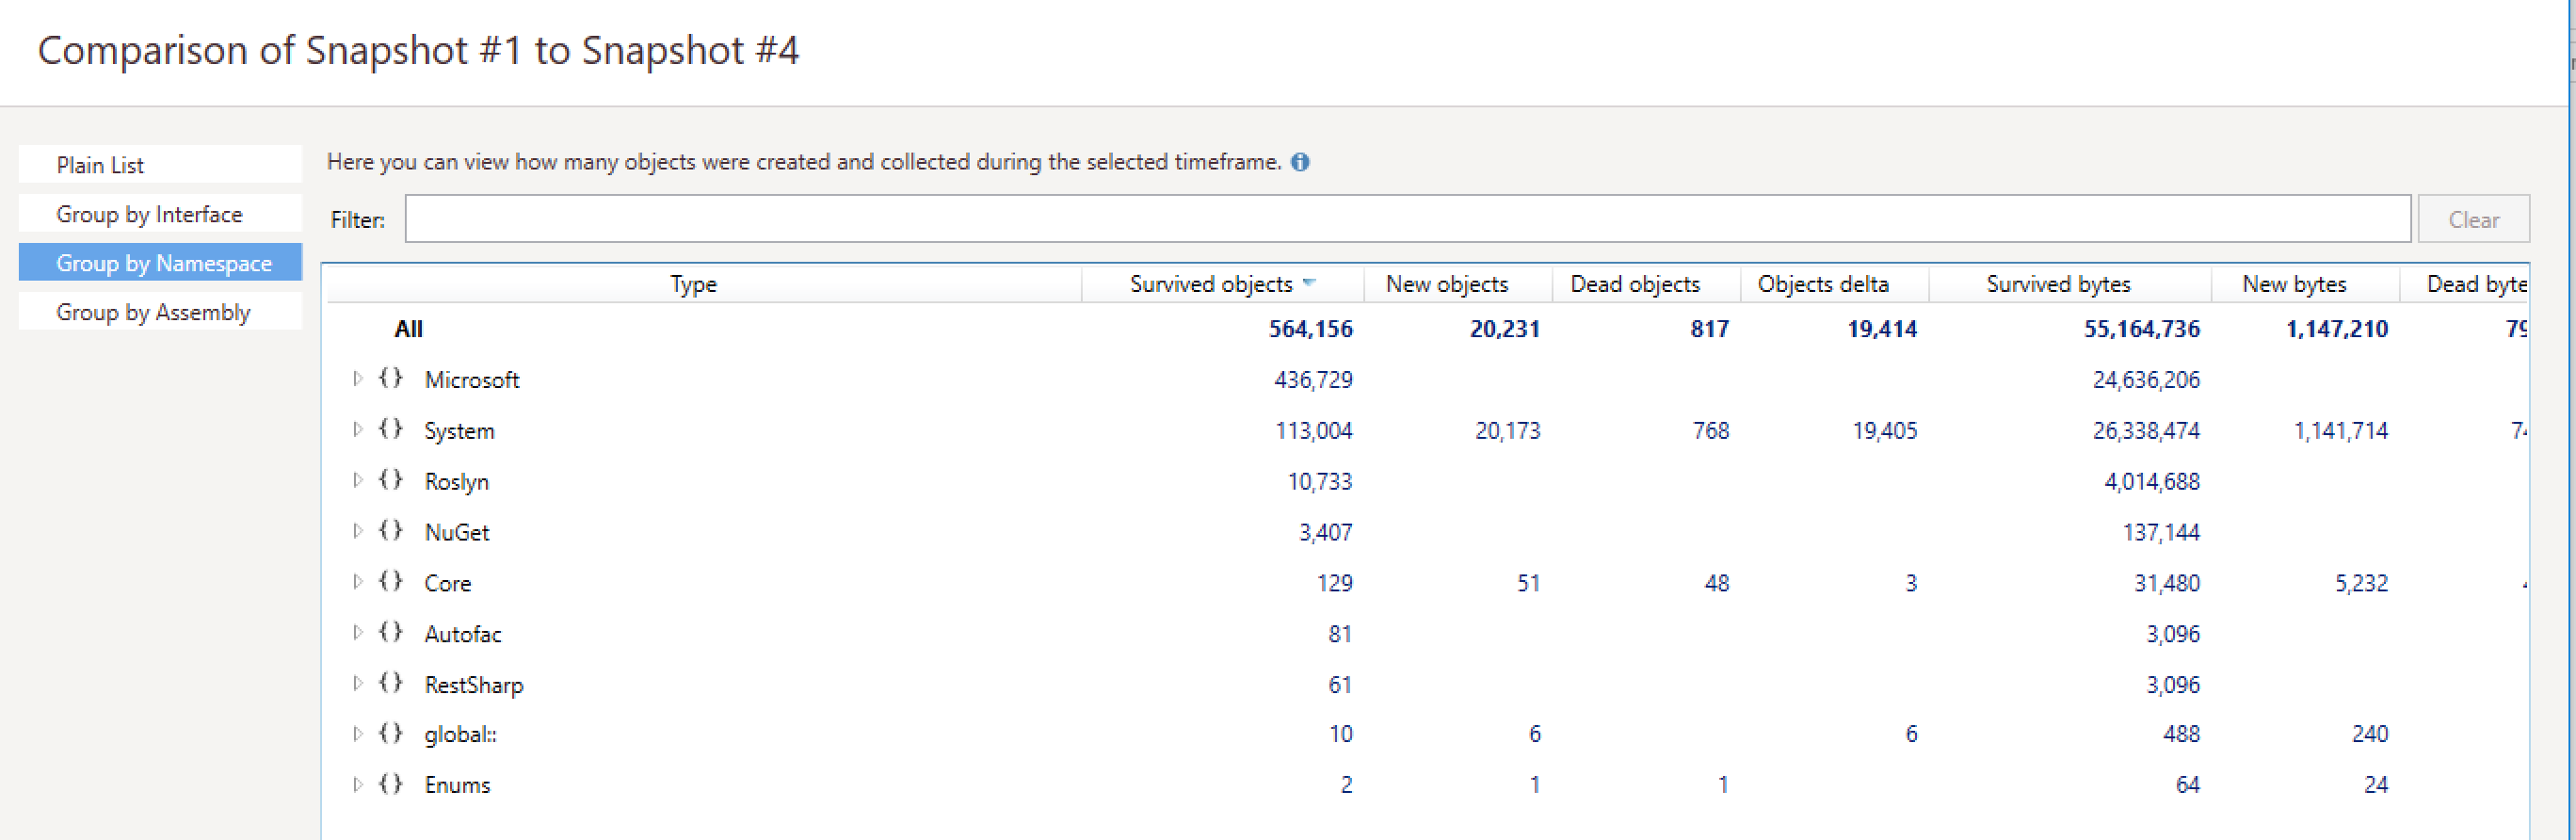 Comparison of Snapshot #1 to Snapshot #4
Plain List
Group by Interface
Group by Namespace
Group by Assembly
Here you can view how many objects were created and collected during the selected timeframe.
Filter:
Clear
Type Survived objects New objects Dead objects Objects delta Survived bytes New bytes Dead byte
All 564,156 20,231 817 19,414 55,164,736 1,147,210 79
{} Microsoft 436,729 24,636,206
{} System 113,004 20,173 768 19,405 26,338,474 1,141,714 74
{} Roslyn 10,733 4,014,688
{} NuGet 3,407 137,144
{} Core 129 51 48 3 31,480 5,232
{} Autofac 81 3,096
{} RestSharp 61 3,096
{} global:: 10 6 6 488 240
{} Enums 2 1 1 64 24